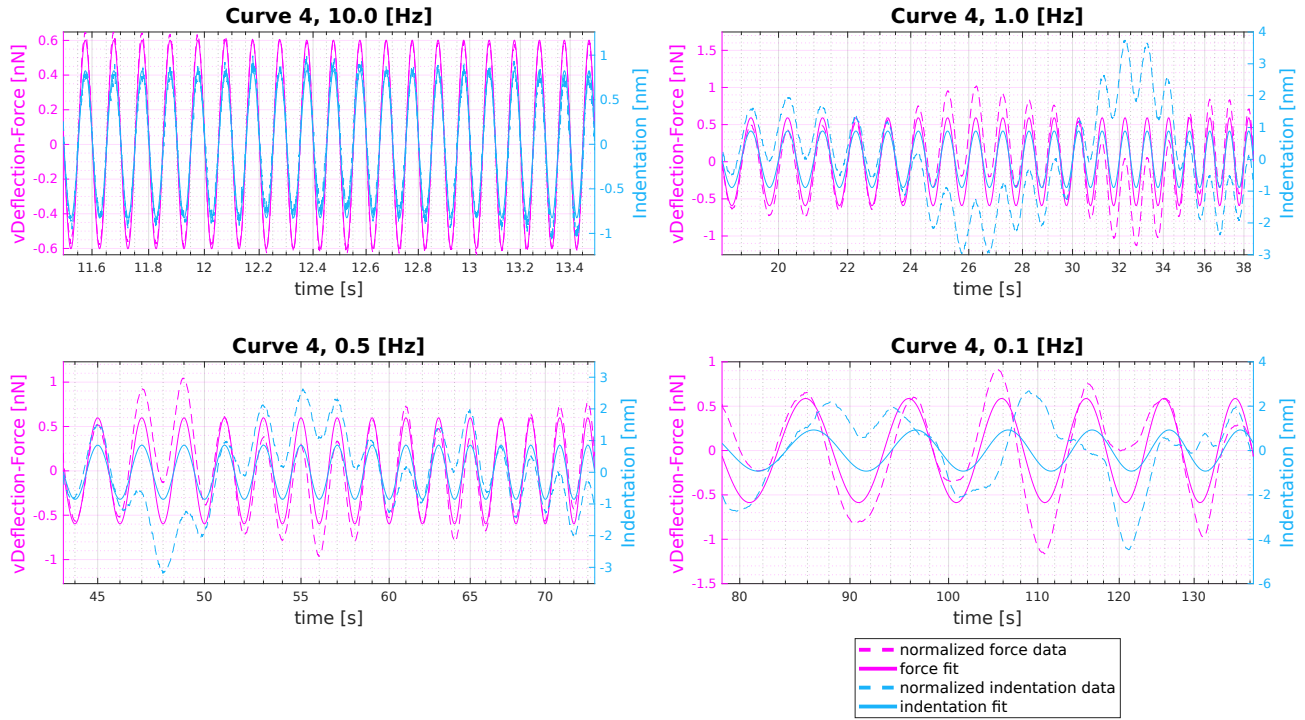 Curve 4, 10.0 [Hz]
vDeflection-Force [nN]
0.6
0.4
0.2
0
-0.2
-0.4
-0.6
1
0.5
0
-0.5
-1
Indentation [nm]
11.6 11.8 12 12.2 12.4 12.6 12.8 13 13.2 13.4
time [s]
Curve 4, 1.0 [Hz]
vDeflection-Force [nN]
1.5
1
0.5
0
-0.5
-1
4
3
2
1
0
-1
-2
-3
Indentation [nm]
20 22 24 26 28 30 32 34 36 38
time [s]
Curve 4, 0.5 [Hz]
vDeflection-Force [nN]
1
0.5
0
-0.5
-1
3
2
1
0
-1
-2
-3
Indentation [nm]
45 50 55 60 65 70
time [s]
Curve 4, 0.1 [Hz]
vDeflection-Force [nN]
1
0.5
0
-0.5
-1
-1.5
4
2
0
-2
-4
-6
Indentation [nm]
80 90 100 110 120 130
time [s]
normalized force data
force fit
normalized indentation data
indentation fit